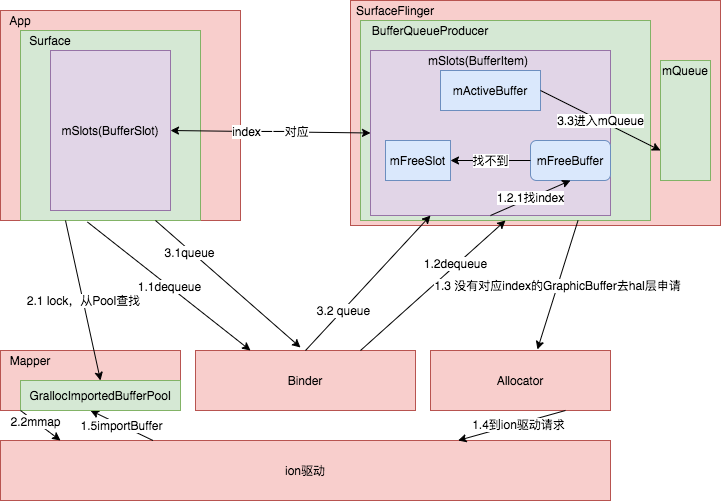 App
SurfaceFlinger
Surface
BufferQueueProducer
mSlots(BufferItem)
mQueue
mActiveBuffer
mSlots(BufferSlot)
index一一对应
3.3进入mQueue
mFreeSlot
找不到
mFreeBuffer
1.2.1找index
3.1queue
1.2dequeue
1.1dequeue
1.3 没有对应index的GraphicBuffer去hal层申请
2.1 lock，从Pool查找
3.2 queue
Mapper
Binder
Allocator
GrallocImportedBufferPool
2.2mmap
1.5importBuffer
1.4到ion驱动请求
ion驱动